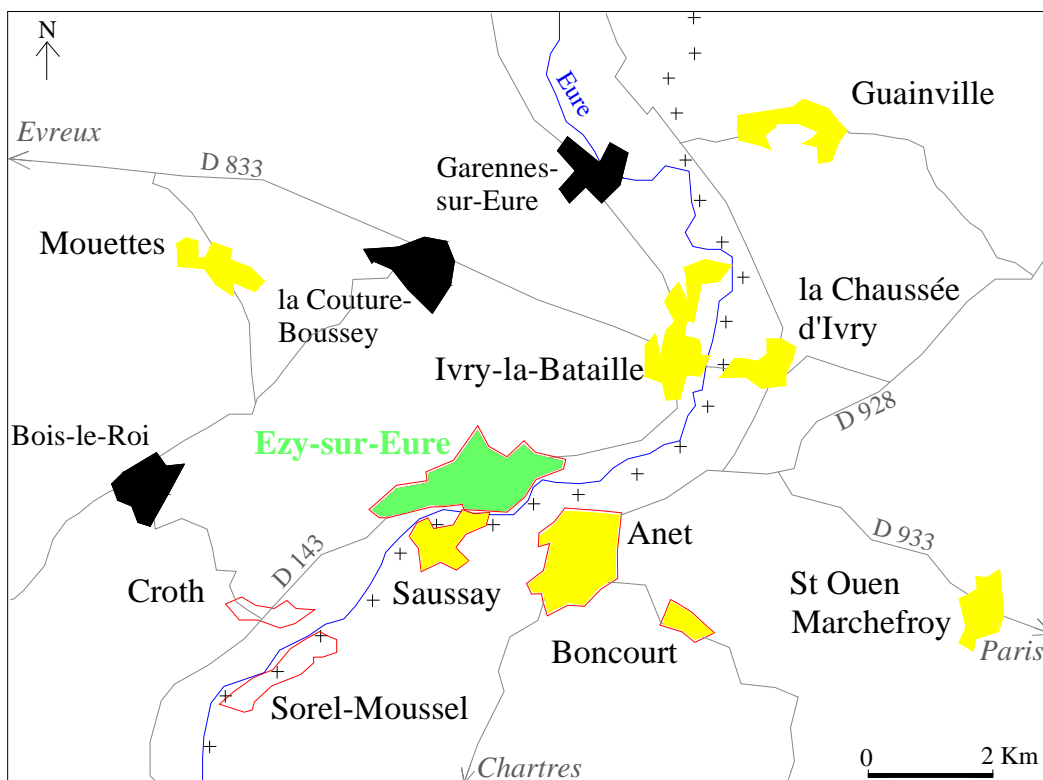 N
Eure
Guainville
Evreux
D 833
Garennes-
sur-Eure
Mouettes
la Couture-
Boussey
la Chaussée
d'Ivry
Ivry-la-Bataille
D 928
Bois-le-Roi
Ezy-sur-Eure
Anet
D 933
D 143
Croth
Saussay
St Ouen
Marchefroy
Boncourt
Paris
Sorel-Moussel
Chartres
0
2 Km